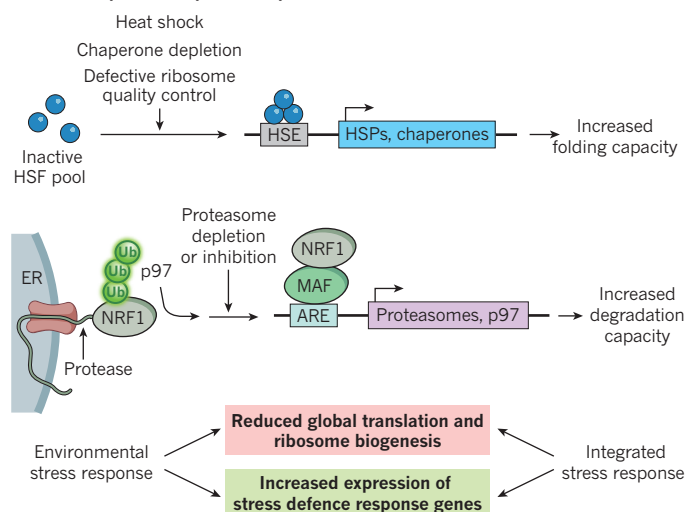 Heat shock
Chaperone depletion
Defective ribosome
quality control
Inactive
HSF pool
HSE
HSPs, chaperones
Increased
folding capacity
Proteasome
depletion
or inhibition
ER
Ub
Ub
Ub
p97
NRF1
Protease
NRF1
MAF
ARE
Proteasomes, p97
Increased
degradation
capacity
Environmental
stress response
Reduced global translation and
ribosome biogenesis
Increased expression of
stress defence response genes
Integrated
stress response